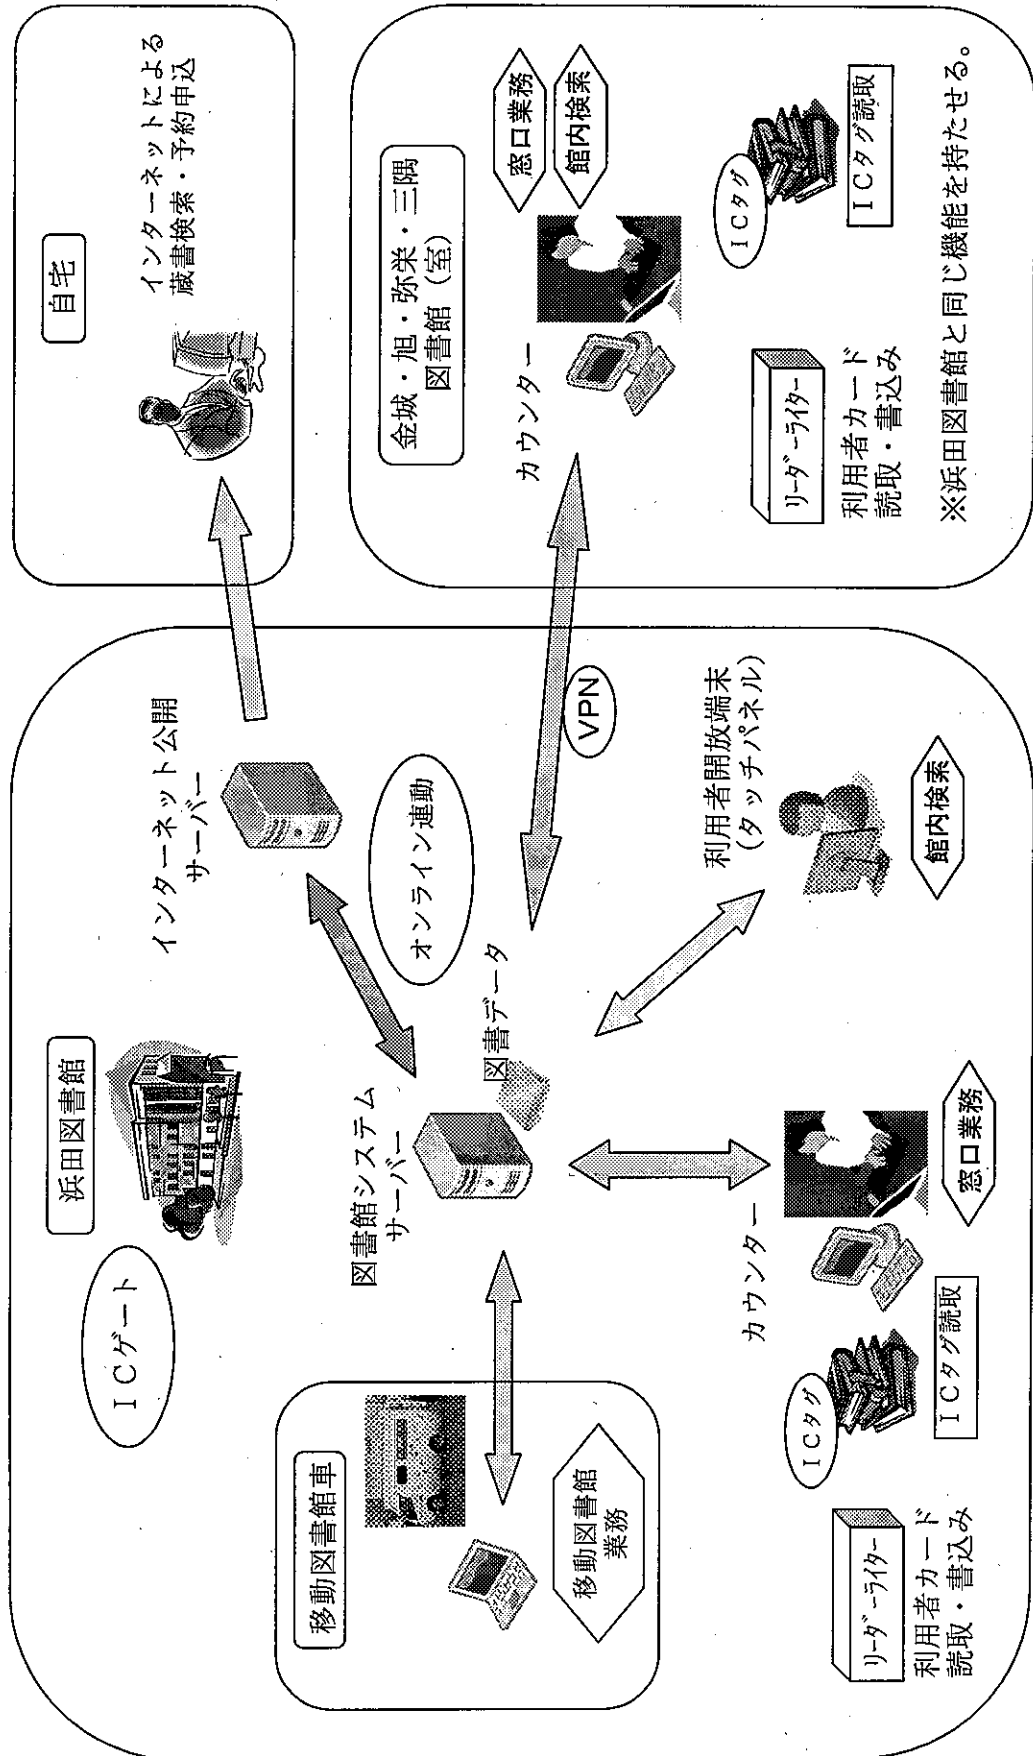 浜田図書館
ICゲート
移動図書館車
移動図書館
業務
図書館システム
サーバー
図書データ
インターネット公開
サーバー
オンライン連動
VPN
カウンター
窓口業務
ICタグ
ICタグ読取
リーダーライター
利用者カード
読取・書込み
利用者開放端末
(タッチパネル)
館内検索
自宅
インターネットによる
蔵書検索・予約申込
金城・旭・弥栄・三隅
図書館(室)
カウンター
窓口業務
館内検索
ICタグ
ICタグ読取
リーダーライター
利用者カード
読取・書込み
※浜田図書館と同じ機能を持たせる。